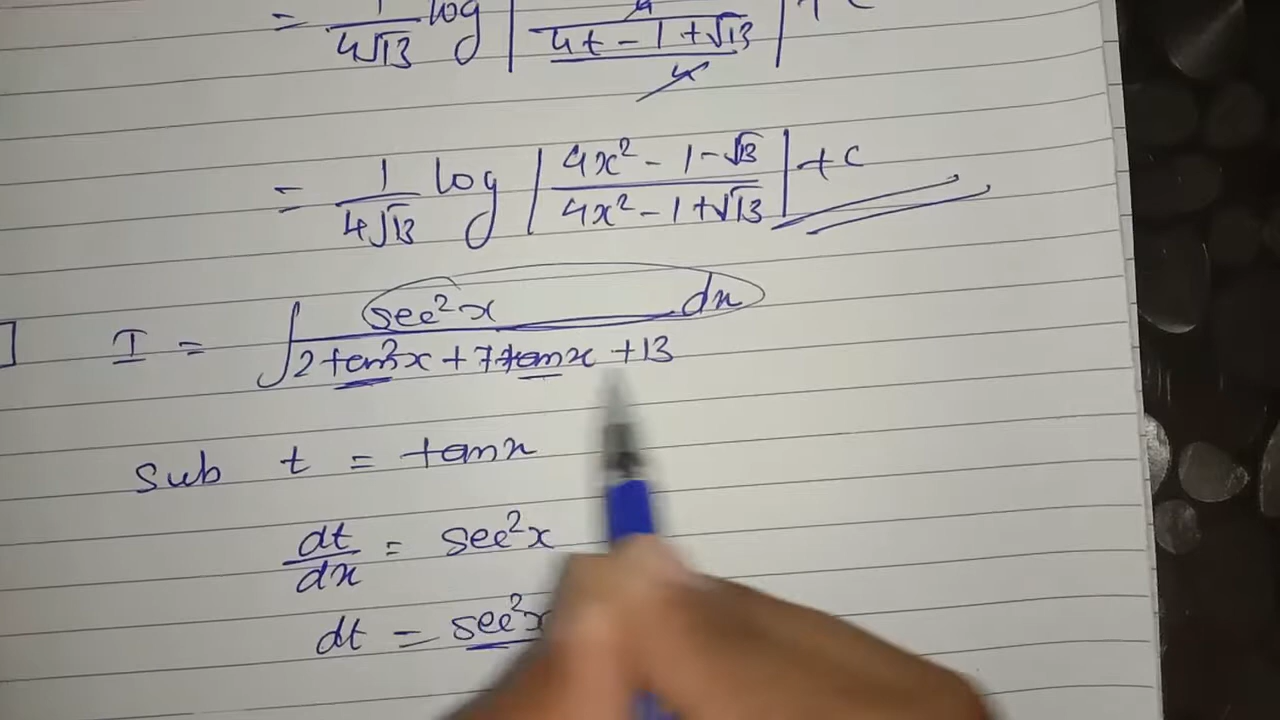 = 1/4√13 log | 4/4t - 1 + √13 | + c
4
= 1/4√13 log | 4x² - 1 - √13/4x² - 1 + √13 | + c
] I = ∫ sec²x dx/2 tan²x + 7 tanx + 13
Sub t = tanx
dt/dx = sec²x
dt = sec²x